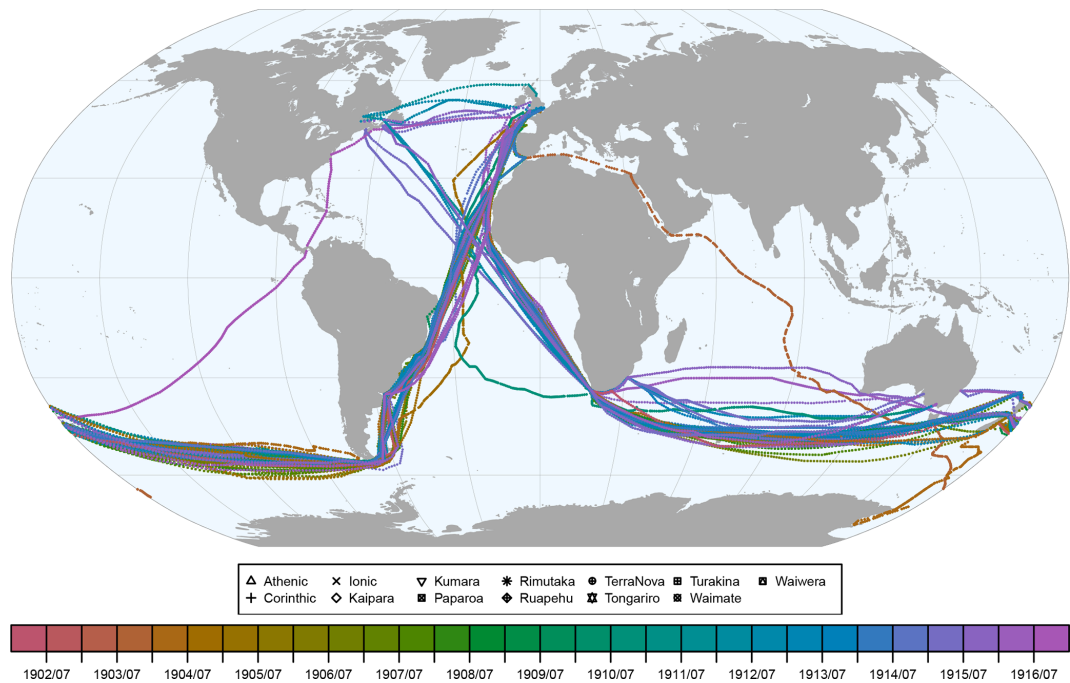 Athenic Ionic Kumara Rimutaka TerraNova Turakina Waiwera
Corinthic Kaipara Paparoa Ruapehu Tongariro Waimate
1902/07 1903/07 1904/07 1905/07 1906/07 1907/07 1908/07 1909/07 1910/07 1911/07 1912/07 1913/07 1914/07 1915/07 1916/07